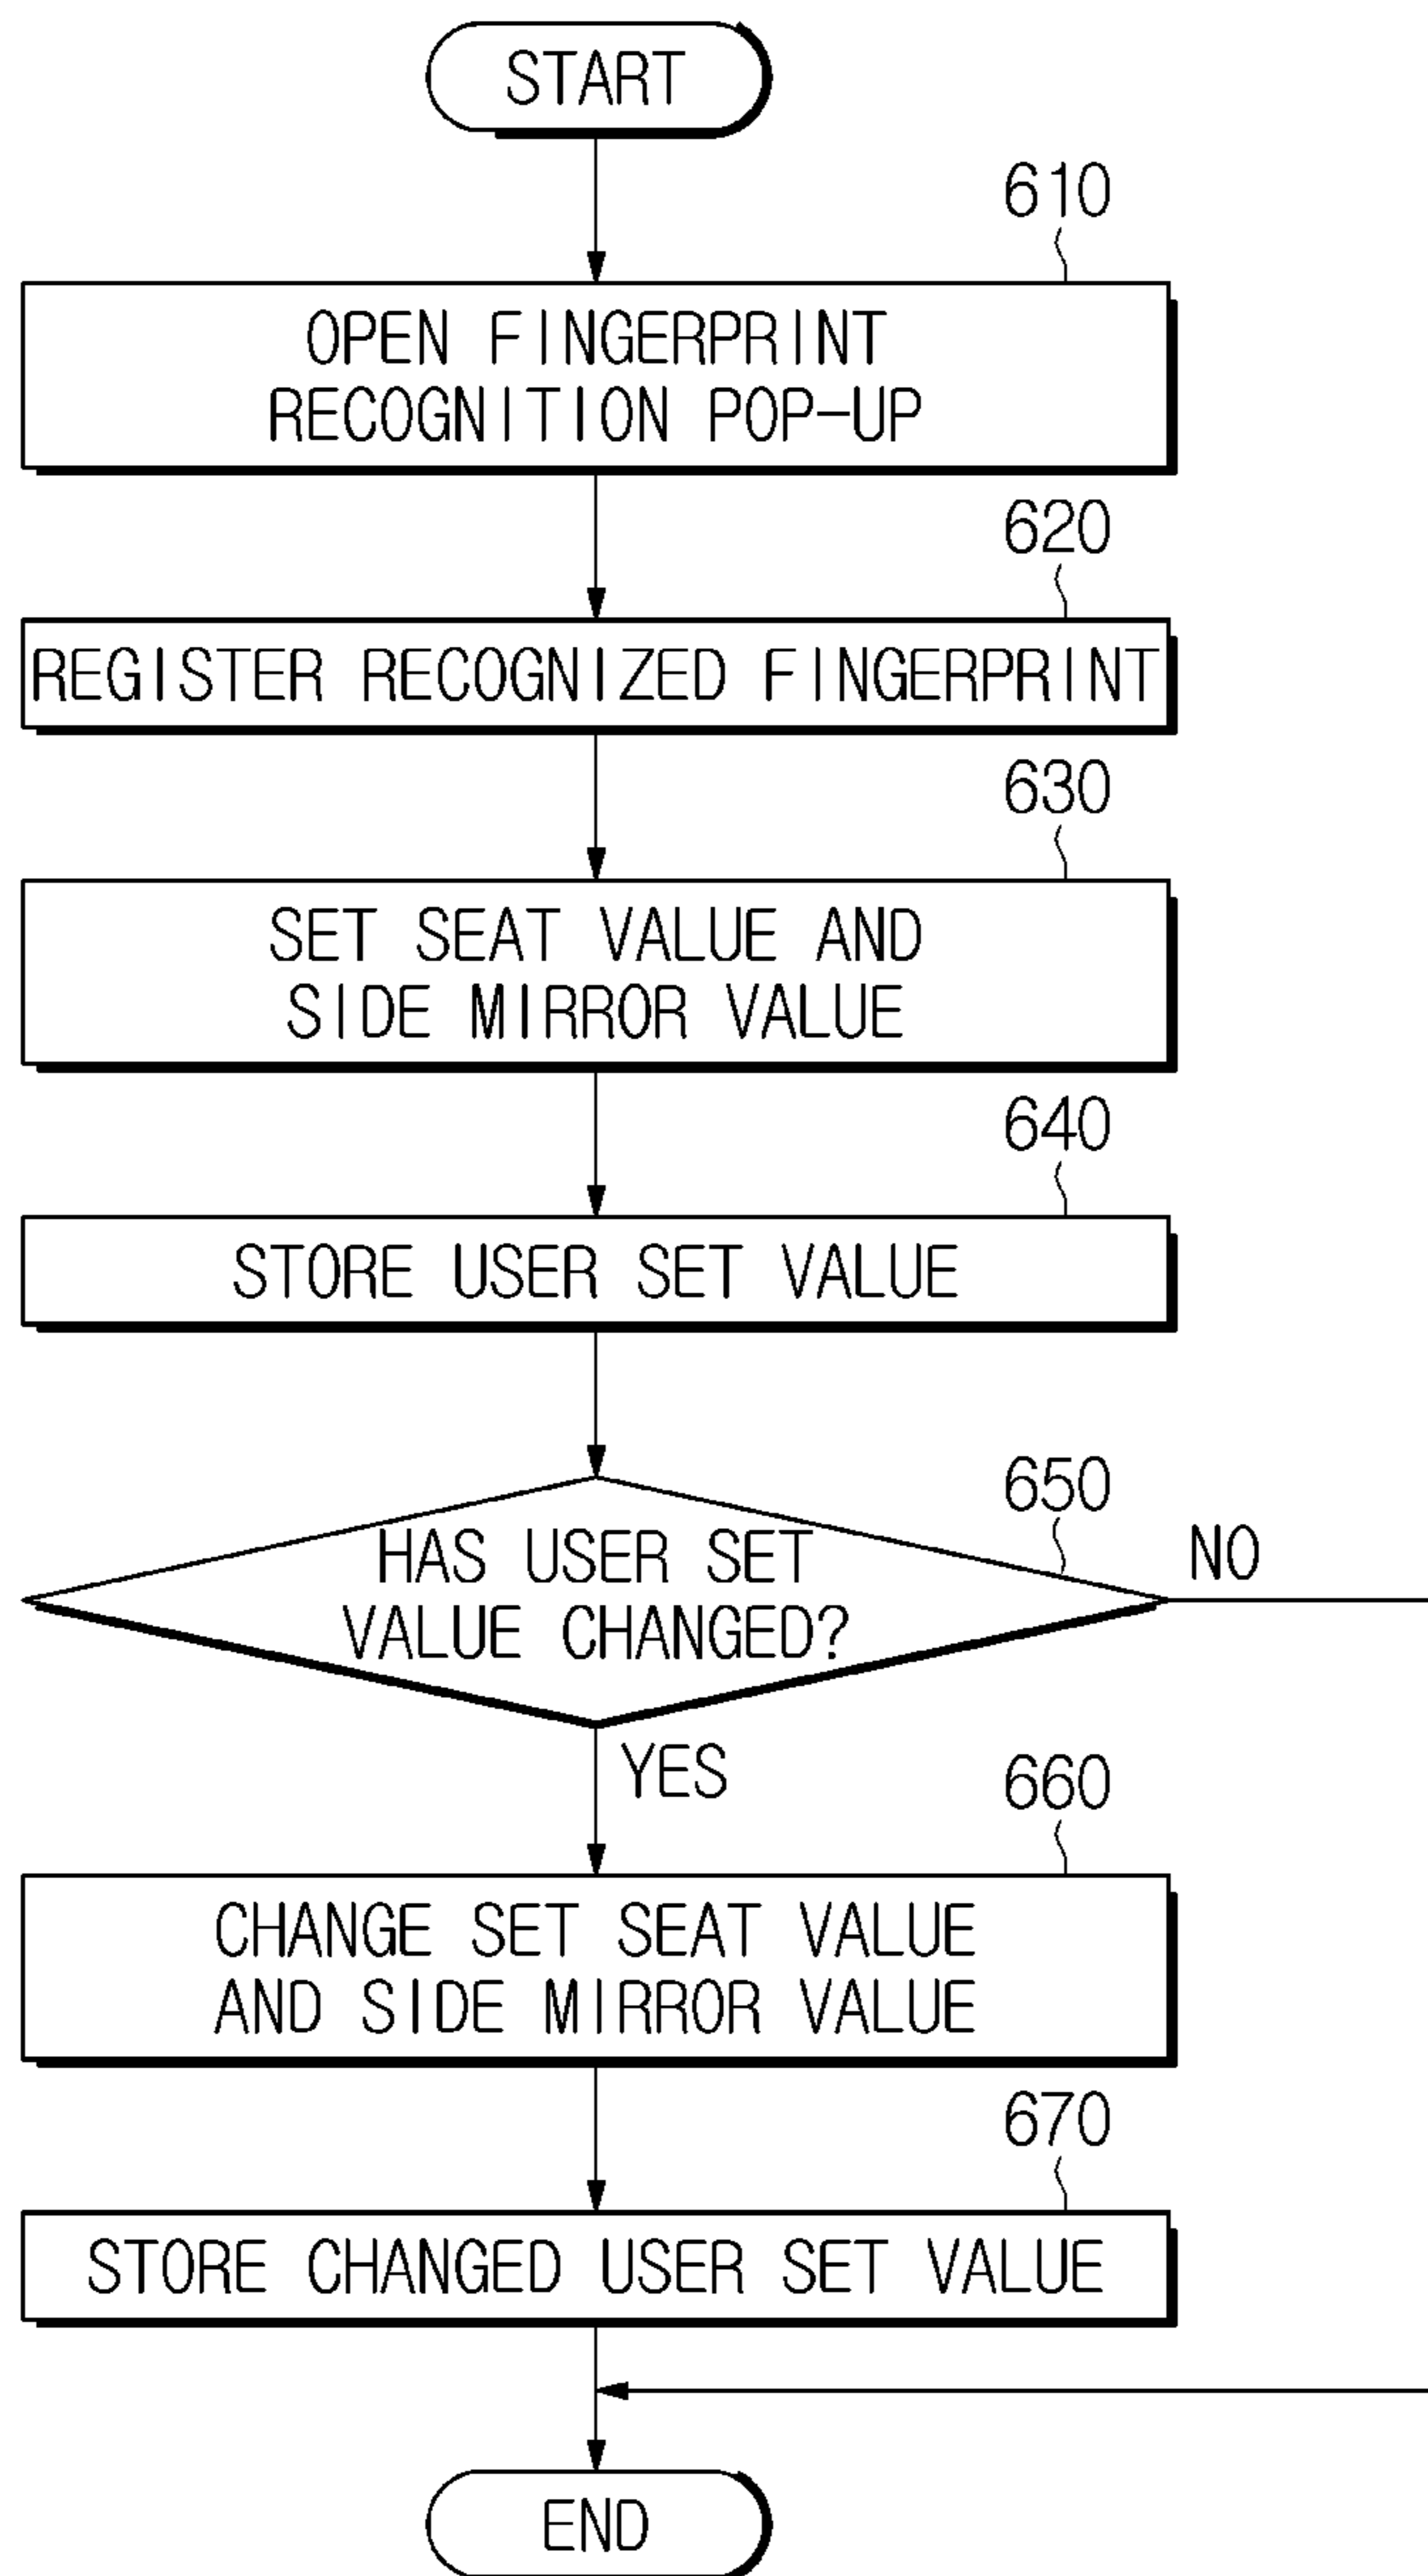 START
610
OPEN FINGERPRINT
RECOGNITION POP-UP
620
REGISTER RECOGNIZED FINGERPRINT
630
SET SEAT VALUE AND
SIDE MIRROR VALUE
640
STORE USER SET VALUE
650
HAS USER SET
VALUE CHANGED?
NO
YES
660
CHANGE SET SEAT VALUE
AND SIDE MIRROR VALUE
670
STORE CHANGED USER SET VALUE
END